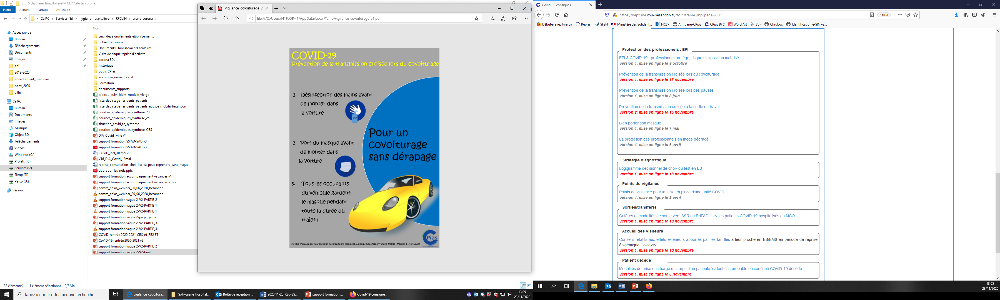 S:\hygiene_hospitaliere\RFCLIN\alerte_corona
Fichier Accueil Partage Affichage
Ce PC › Services (S:) › hygiene_hospitaliere › RFCLIN › alerte_corona ›
Accès rapide
Bureau
Téléchargements
Documents
Images
epi
2019-2020
encadrement_memoire
ncov_2020
ville
Ce PC
Bureau
Documents
Images
Musique
Objets 3D
Téléchargements
Vidéos
Windows (C:)
Projets (R:)
Services (S:)
Temp (T:)
Perso (U:)
Réseau
Nom
suivi des signalements établissements
fichier transnum
Documents Etablissements scolaires
Visite de risque reprise d'activité
corona EDL
historique
outils CPias
accompagnements étab
Formation
documents_supports
tableau_suivi_ideht-modele_vierge
liste_depistage_residents_patients
liste_depistage_residents_patients_equipe_mobile_besancon
courbes_épidémiques_synthèse_70
courbes_epidemiques_synthese_25
situation_covid_fc_synthese
courbes_epidemiques_synthese_CBS
DIA_Covid_ ville V4
support formation SSIAD-SAD v3
support formation SSIAD-SAD v3
COVID_joel_10 mai 20
V16_DIA_Covid_13mai
reprise_consultation_chek_list_ca_peut_reprendre_sans_risque
doc_pour_les_nuls.pptx
support formation accompagnement vacances v1
support formation accompagnement vacances v1bis
comm_cpias_webinar_30_06_2020_besancon
comm_cpias_webinar_30_06_2020_besancon
support formation vague 2-V2-PARTIE_2
support formation vague 2-V2-PARTIE_1
support formation vague 2-V2-PARTIE_1
support formation vague 2-page_garde
support formation vague 2-V2-PARTIE_3
support formation vague 2-V2-PARTIE_3
COVID-rentrée 2020-2021_CBS_nf_FB2 ET
CoVID-19 rentrée 2020-2021 v2
support formation vague 2-V2-PARTIE_2
support formation vague 2-V2-final
38 élément(s) 1 élément sélectionné 10,7 Mo
vigilance_covoiturage_v
file:///C:/Users/N1FLOR~1/AppData/Local/Temp/vigilance_covoiturage_v1.pdf
COVID-19
Prévention de la transmission croisée lors du covoiturage
1. Désinfection des mains avant
de monter dans
la voiture
SHA
2. Port du masque avant
de monter dans
la voiture
3. Tous les occupants
du véhicule gardent
le masque pendant
toute la durée du
trajet !
Pour un
covoiturage
sans dérapage
CPias
Centre d'appui pour la prévention des infections associées aux soins Bourgogne-Franche-Comté - Version 1 – 16/11/2020
Tapez ici pour effectuer une recherche
vigilance_covoitura...
S:\hygiene_hospital...
Boîte de réception ...
2020.11-20_REu-ES...
support formation ...
Covid-19 consigne...
13:05
23/11/2020
Covid-19 consignes
https://neptune.chu-besancon.fr/rfclin/trame.php?page=801
110 %
Débuter avec Firefox Répias SF2H Ministère des Solidarit... HCSP Annuaire-CPias CPias BFC Word Art SpF Chrubox Identification e-SIN v2...
Protection des professionels : EPI
EPI & COVID-19 : professionnel protégé, risque d'exposition maîtrisé
Version 1, mise en ligne le 9 octobre
Prévention de la transmission croisée lors du covoiturage
Version 1, mise en ligne le 17 novembre
Prévention de la transmission croisée lors des pauses
Version 1, mise en ligne le 3 juin
Prévention de la transmission croisée à la sortie du travail
Version 2, mise en ligne le 16 novembre
Bien porter son masque
Version 1, mise en ligne le 7 mai
La protection des professionnels en mode dégradé
Version 1, mise en ligne le 6 avril
Stratégie diagnostique
Logigramme décisionnel de choix du test en ES
Version 1, mise en ligne le 18 novembre
Points de vigilance
Points de vigilance pour la mise en place d'une unité COVID
Version 1, mise en ligne le 3 avril
Sorties/transferts
Critères et modalités de sortie vers SSR ou EHPAD chez les patients COVID-19 hospitalisés en MCO
Version 1, mise en ligne le 10 novembre
Accueil des visiteurs
Conseils relatifs aux effets extérieurs apportés par les familles à leur proche en ES/EMS en période de reprise
épidémique Covid-19.
Version 1, mise en ligne le 10 novembre
Patient décédé
Modalités de prise en charge du corps d'un patient/résident cas probable ou confirmé COVID-19 décédé
Version 1, mise en ligne le 6 novembre
13:05
23/11/2020